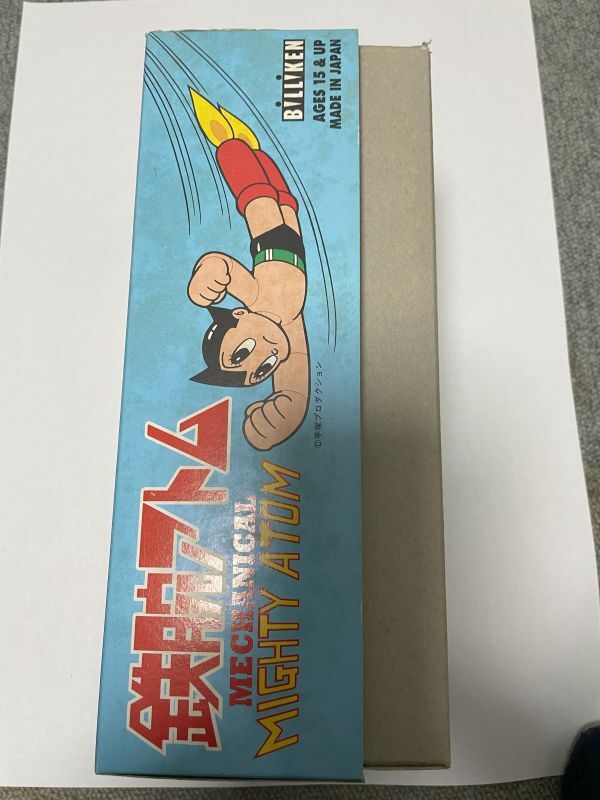 鉄腕アトム
MECHANICAL
MIGHTY ATOM
©手塚プロダクション
BILLIKEN
AGES 15 & UP
MADE IN JAPAN